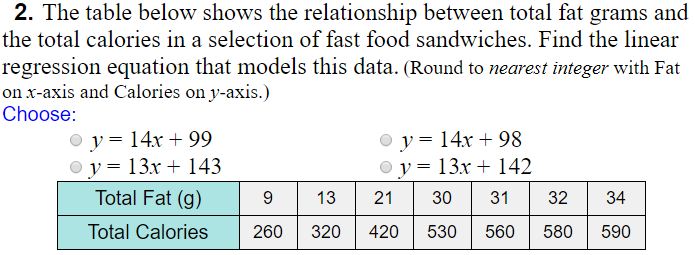 2. The table below shows the relationship between total fat grams and
the total calories in a selection of fast food sandwiches. Find the linear
regression equation that models this data. (Round to nearest integer with Fat
on x-axis and Calories on y-axis.)
Choose:
y = 14x + 99 y = 14x + 98
y = 13x + 143 y = 13x + 142
Total Fat (g) 9 13 21 30 31 32 34
Total Calories 260 320 420 530 560 580 590